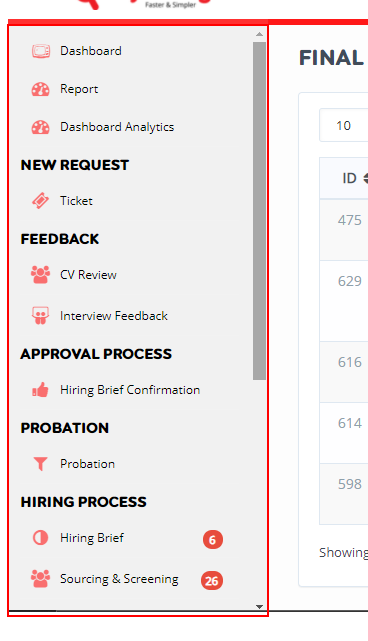 Faster & Simpler
Dashboard
Report
Dashboard Analytics
NEW REQUEST
Ticket
FEEDBACK
CV Review
Interview Feedback
APPROVAL PROCESS
Hiring Brief Confirmation
PROBATION
Probation
HIRING PROCESS
Hiring Brief 6
Sourcing & Screening 26
FINAL
10
ID
475
629
616
614
598
Showing